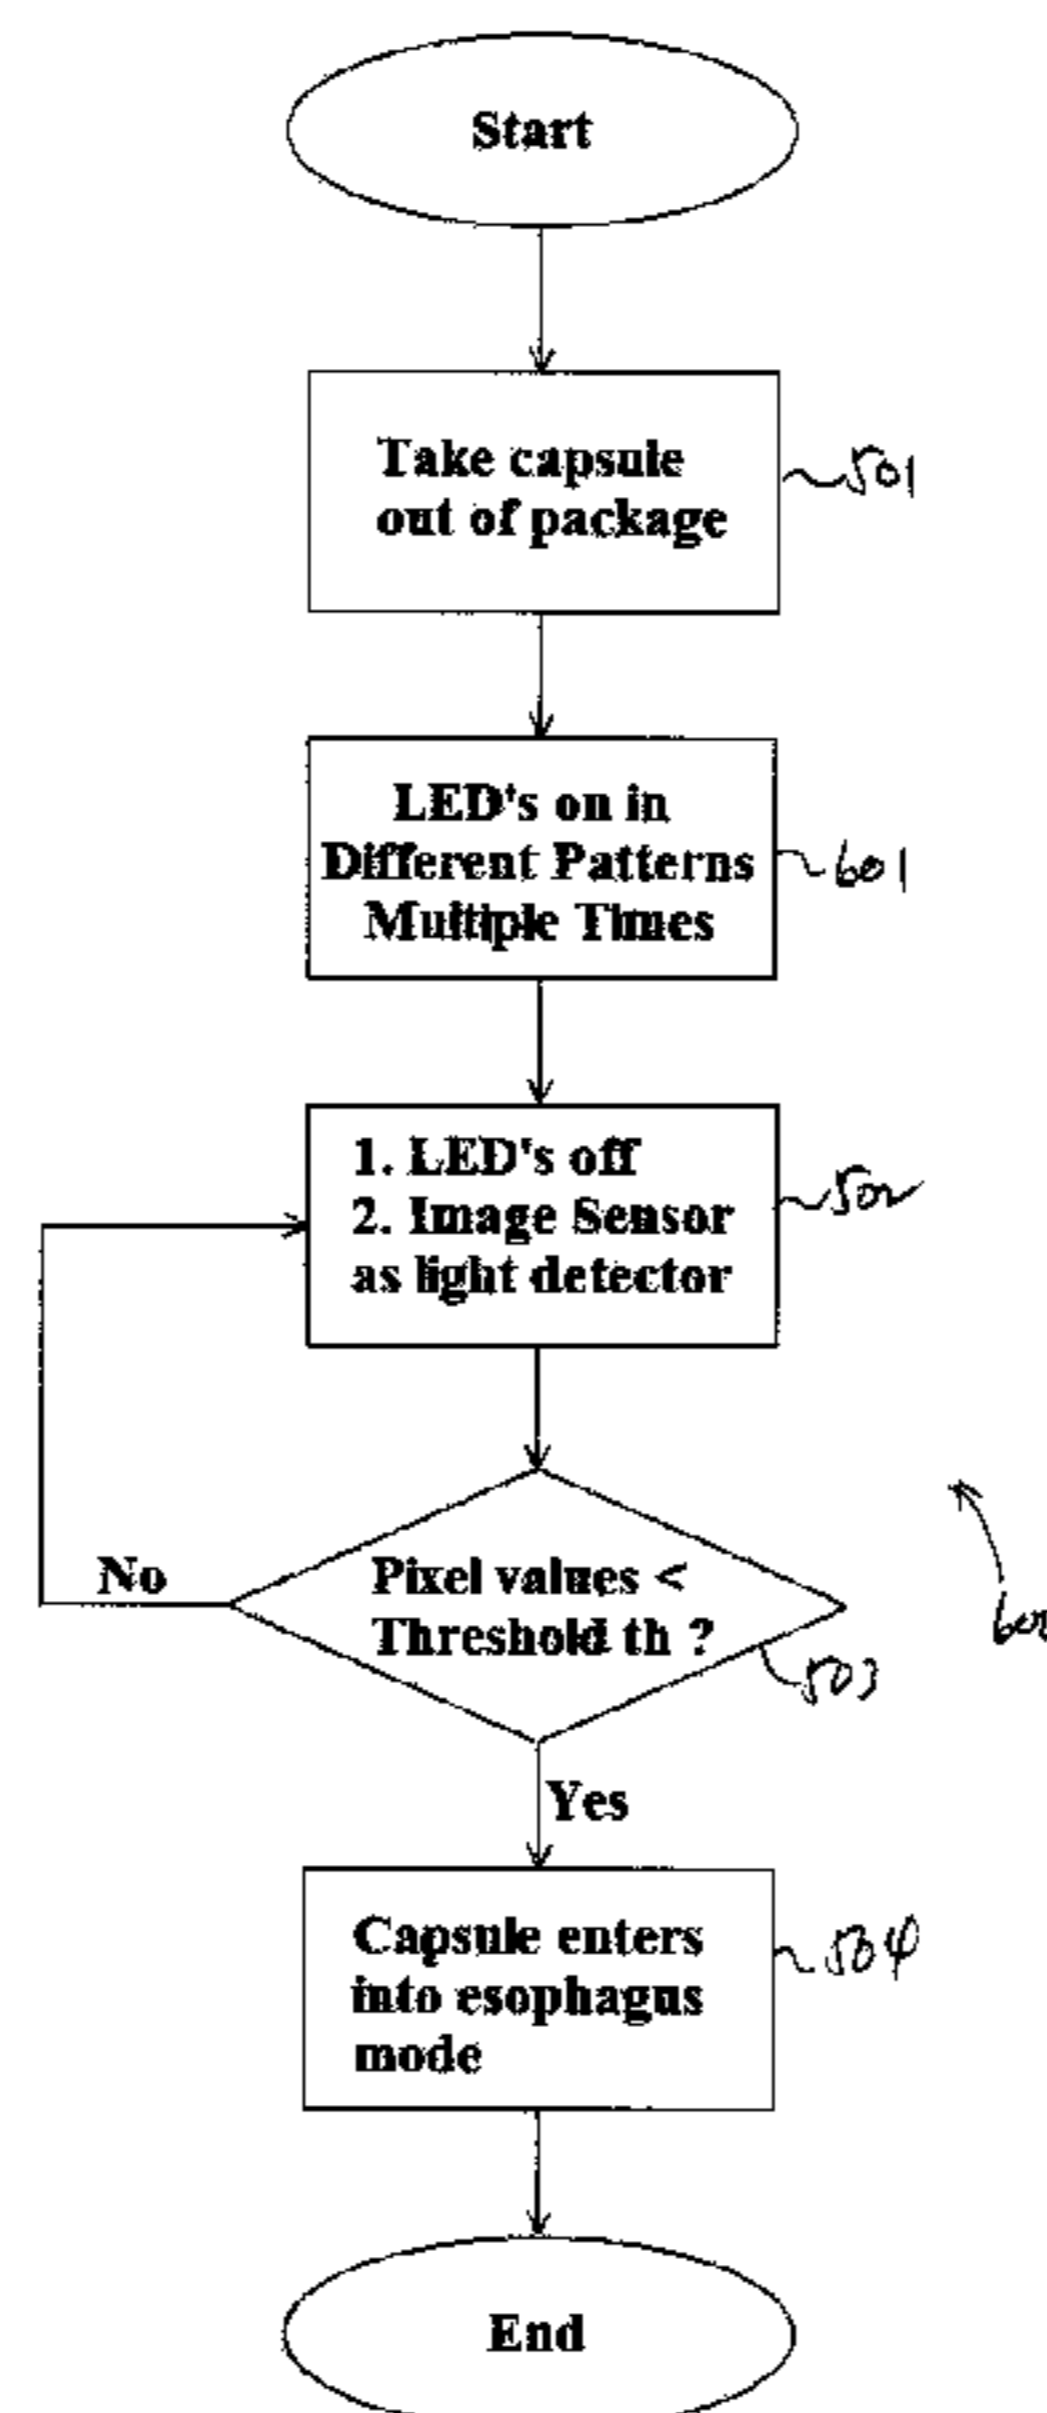 Start
Take capsule
out of package
501
LED's on in
Different Patterns
Multiple Times
601
1. LED's off
2. Image Sensor
as light detector
502
No
Pixel values <
Threshold th ?
503
Yes
Capsule enters
into esophagus
mode
504
End